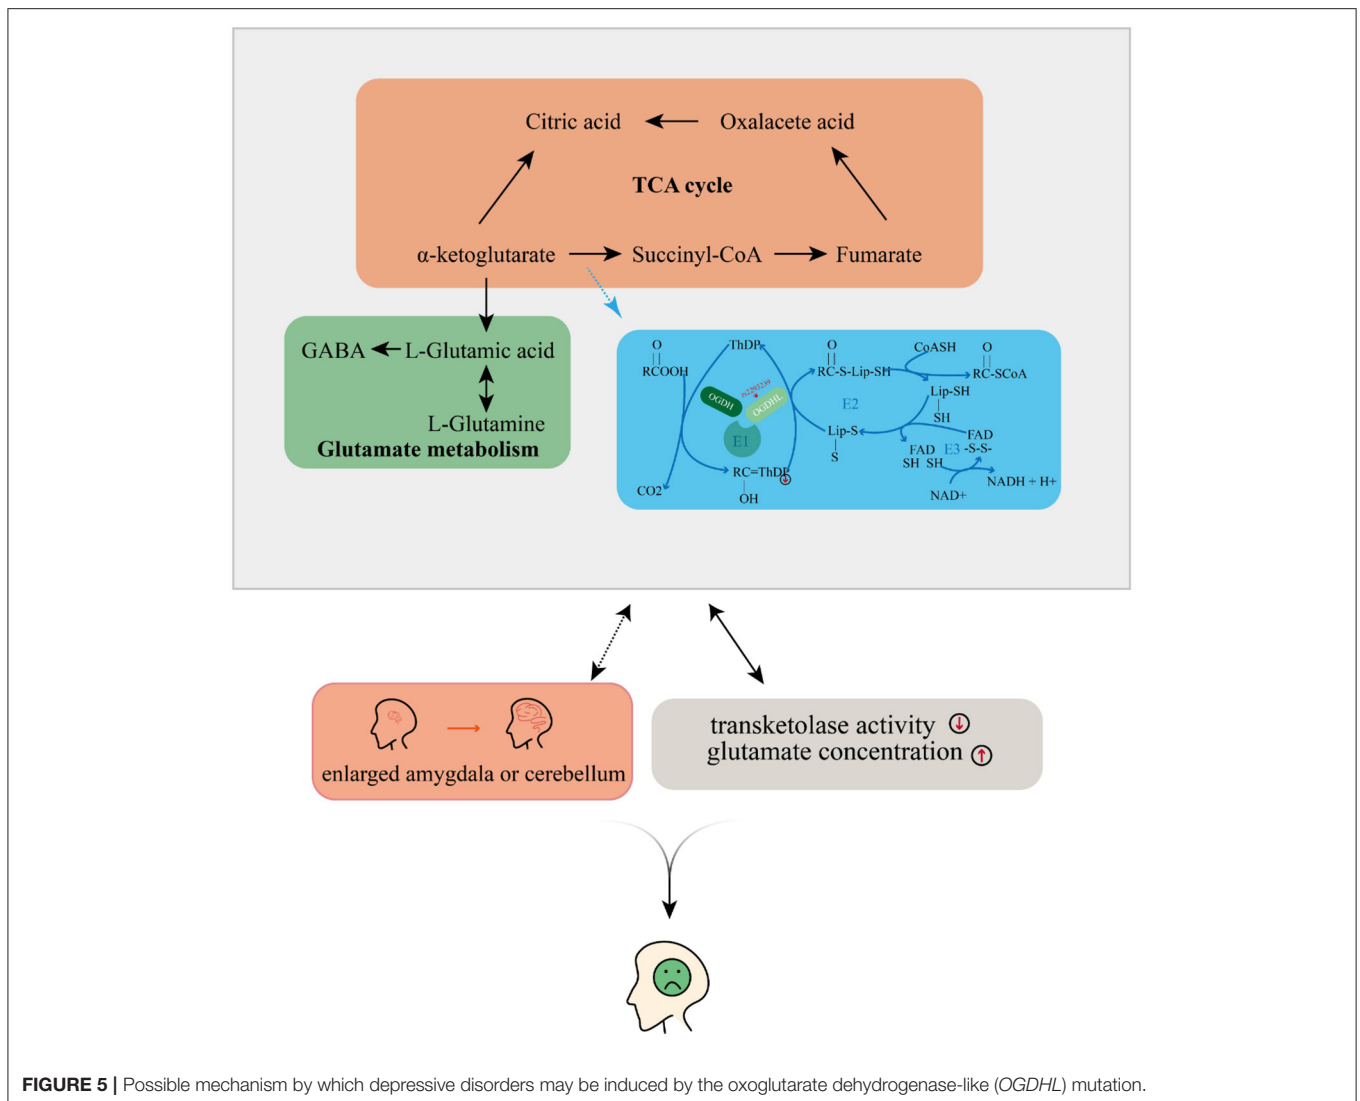 Citric acid
Oxalacete acid
TCA cycle
α-ketoglutarate
Succinyl-CoA
Fumarate
GABA
L-Glutamic acid
L-Glutamine
Glutamate metabolism
O
RCOOH
ThDP
OGDH
rs2293239
OGDHL
E1
CO2
RC=ThDP
OH
O
RC-S-Lip-SH
CoASH
O
RC-SCoA
Lip-SH
SH
E2
Lip-S
S
FAD
-S-S-
E3
FAD
SH SH
NAD+
NADH + H+
enlarged amygdala or cerebellum
transketolase activity ↓
glutamate concentration ↑
FIGURE 5 | Possible mechanism by which depressive disorders may be induced by the oxoglutarate dehydrogenase-like (OGDHL) mutation.